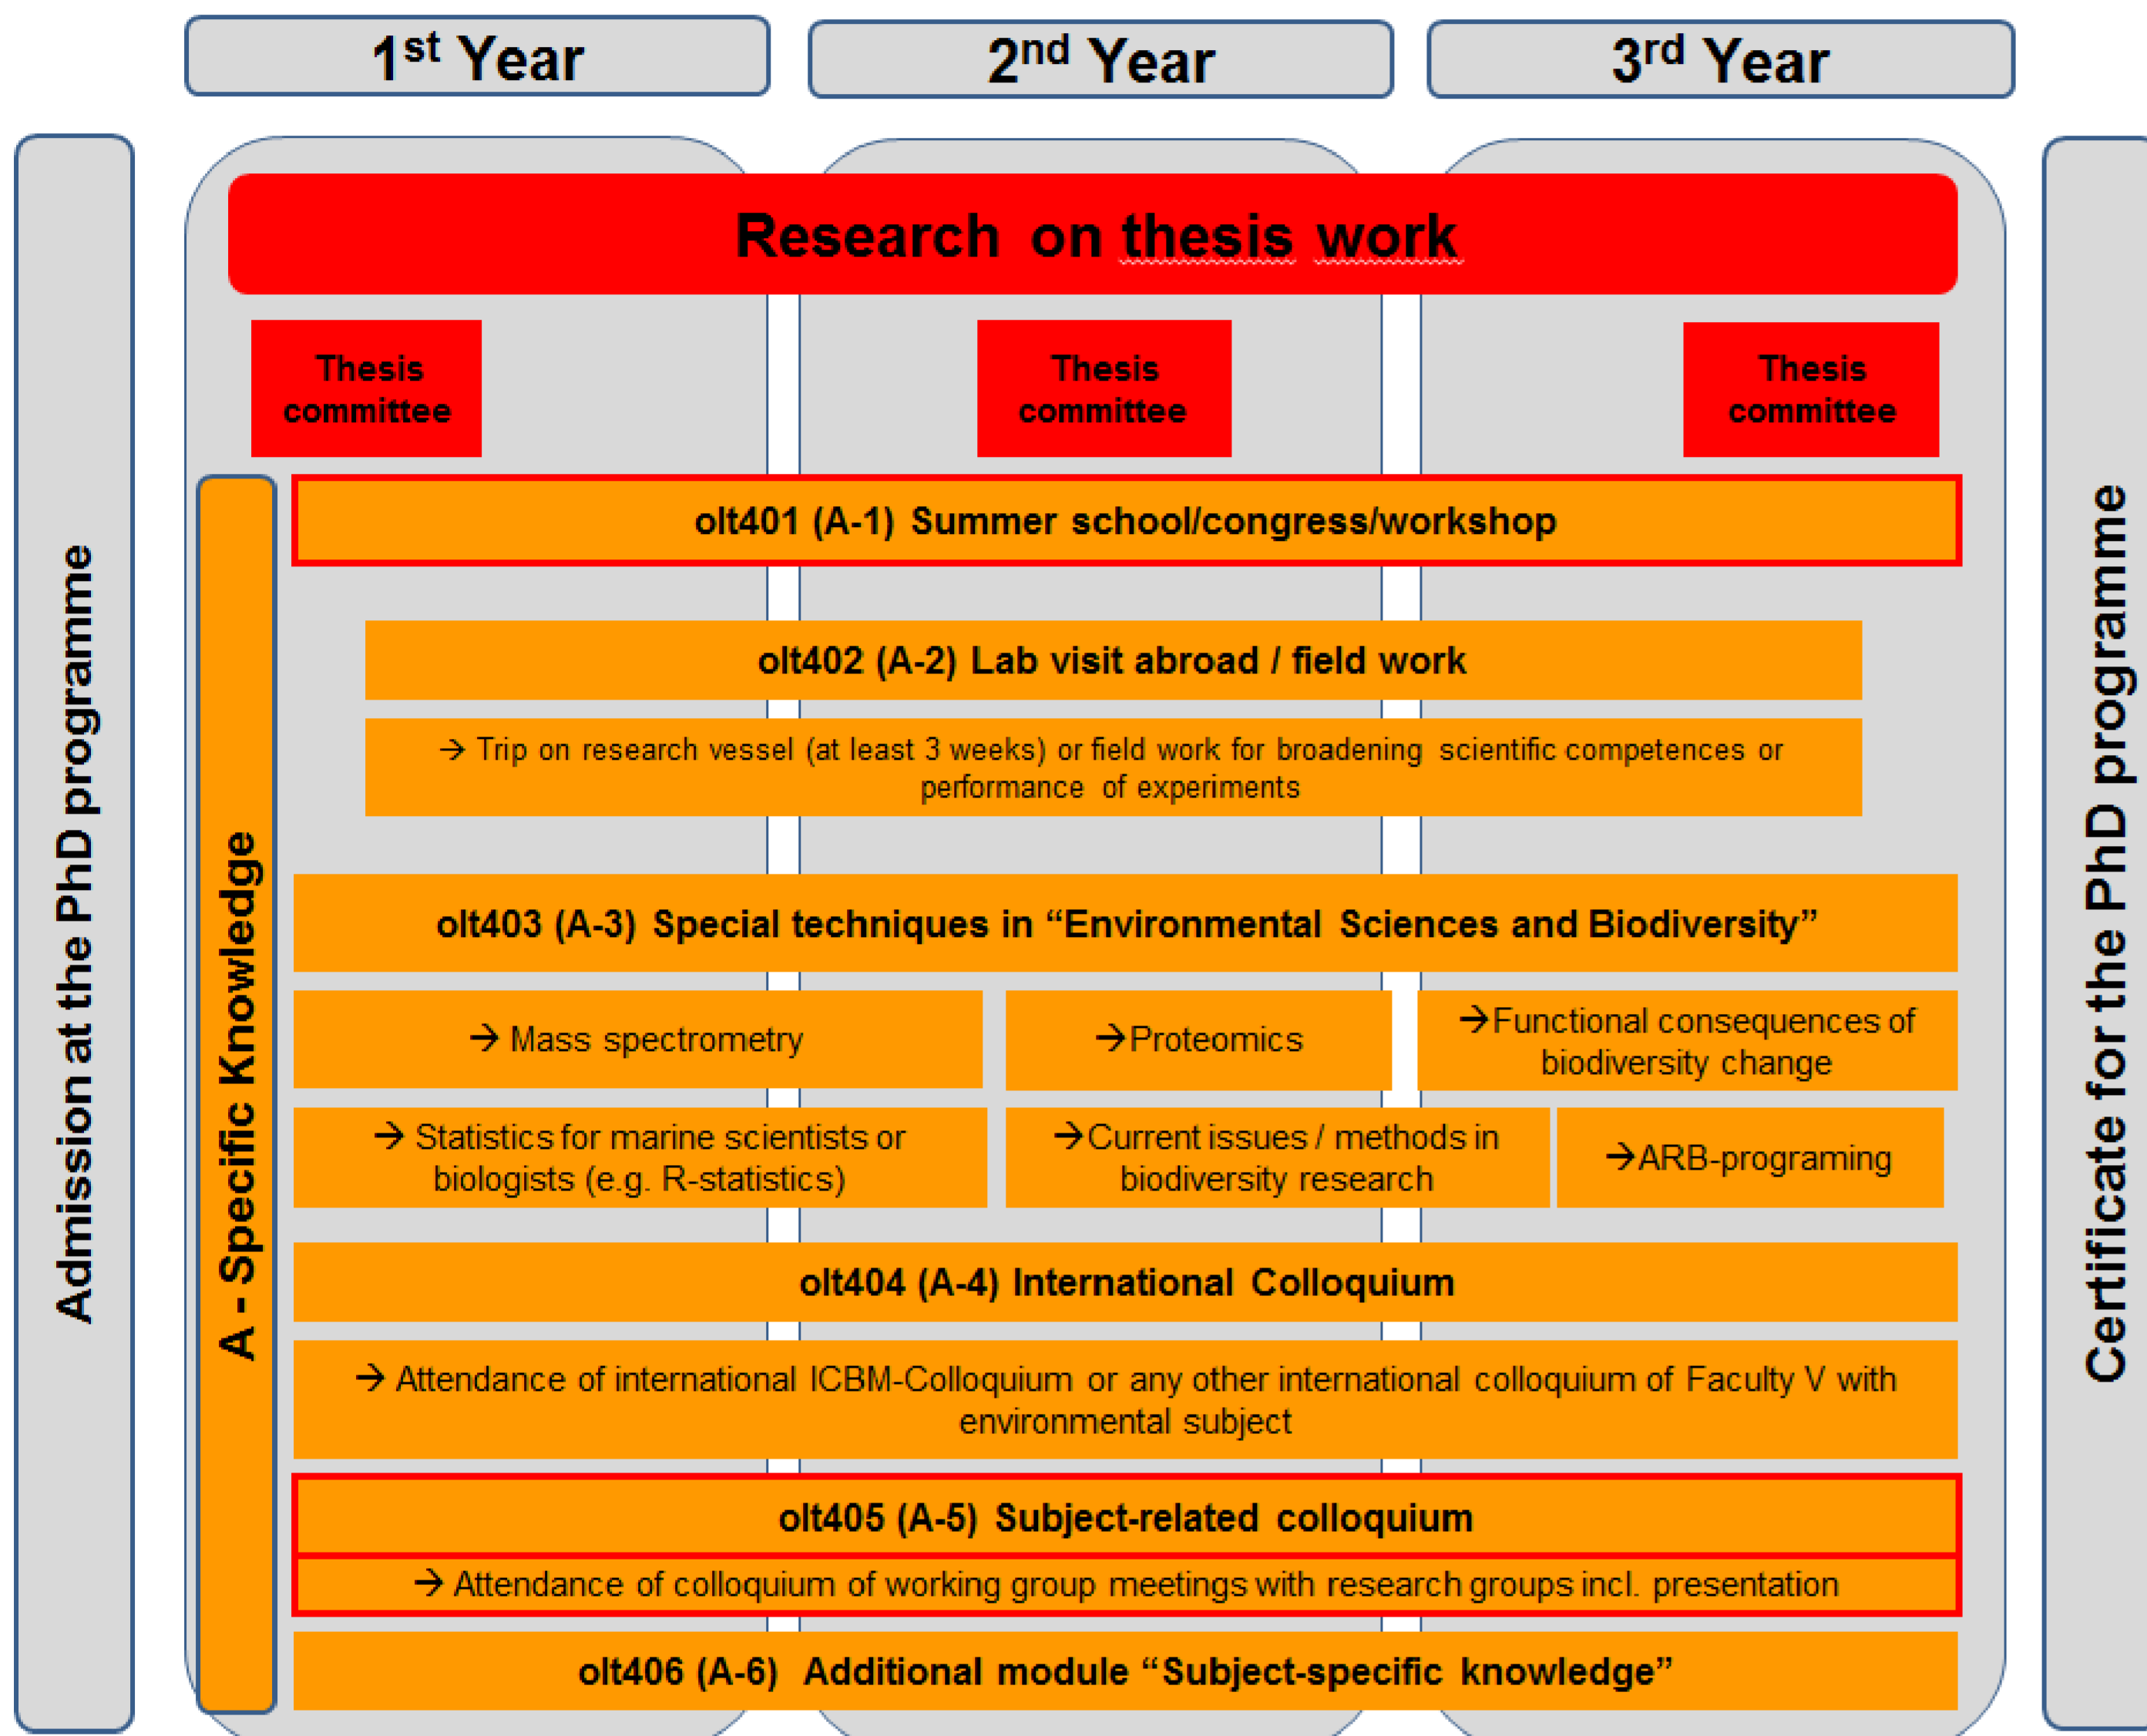 1st Year
2nd Year
3rd Year
Admission at the PhD programme
Research on thesis work
Thesis
committee
Thesis
committee
Thesis
committee
A - Specific Knowledge
olt401 (A-1) Summer school/congress/workshop
olt402 (A-2) Lab visit abroad / field work
→ Trip on research vessel (at least 3 weeks) or field work for broadening scientific competences or
performance of experiments
olt403 (A-3) Special techniques in “Environmental Sciences and Biodiversity”
→ Mass spectrometry
→Proteomics
→Functional consequences of
biodiversity change
→ Statistics for marine scientists or
biologists (e.g. R-statistics)
→Current issues / methods in
biodiversity research
→ARB-programing
olt404 (A-4) International Colloquium
→ Attendance of international ICBM-Colloquium or any other international colloquium of Faculty V with
environmental subject
olt405 (A-5) Subject-related colloquium
→ Attendance of colloquium of working group meetings with research groups incl. presentation
olt406 (A-6) Additional module “Subject-specific knowledge”
Certificate for the PhD programme